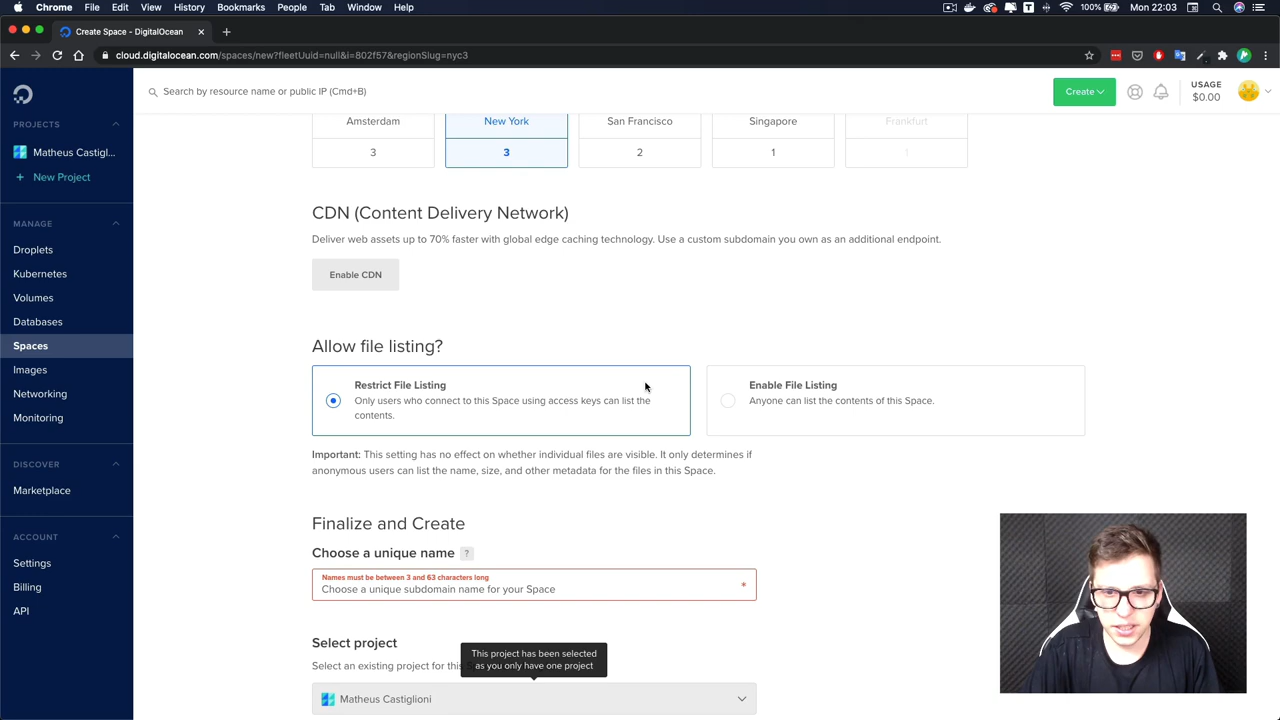 Chrome File Edit View History Bookmarks People Tab Window Help
100%
Mon 22:03
Create Space - DigitalOcean
cloud.digitalocean.com/spaces/new?fleetUuid=null&i=802f57&regionSlug=nyc3
Search by resource name or public IP (Cmd+B)
Create
USAGE
$0.00
PROJECTS
Matheus Castigl...
+ New Project
MANAGE
Droplets
Kubernetes
Volumes
Databases
Spaces
Images
Networking
Monitoring
DISCOVER
Marketplace
ACCOUNT
Settings
Billing
API
Amsterdam New York San Francisco Singapore Frankfurt
3 3 2 1 1
CDN (Content Delivery Network)
Deliver web assets up to 70% faster with global edge caching technology. Use a custom subdomain you own as an additional endpoint.
Enable CDN
Allow file listing?
Restrict File Listing
Only users who connect to this Space using access keys can list the
contents.
Enable File Listing
Anyone can list the contents of this Space.
Important: This setting has no effect on whether individual files are visible. It only determines if
anonymous users can list the name, size, and other metadata for the files in this Space.
Finalize and Create
Choose a unique name ?
Names must be between 3 and 63 characters long
Choose a unique subdomain name for your Space *
Select project
This project has been selected
as you only have one project
Select an existing project for this
Matheus Castiglioni